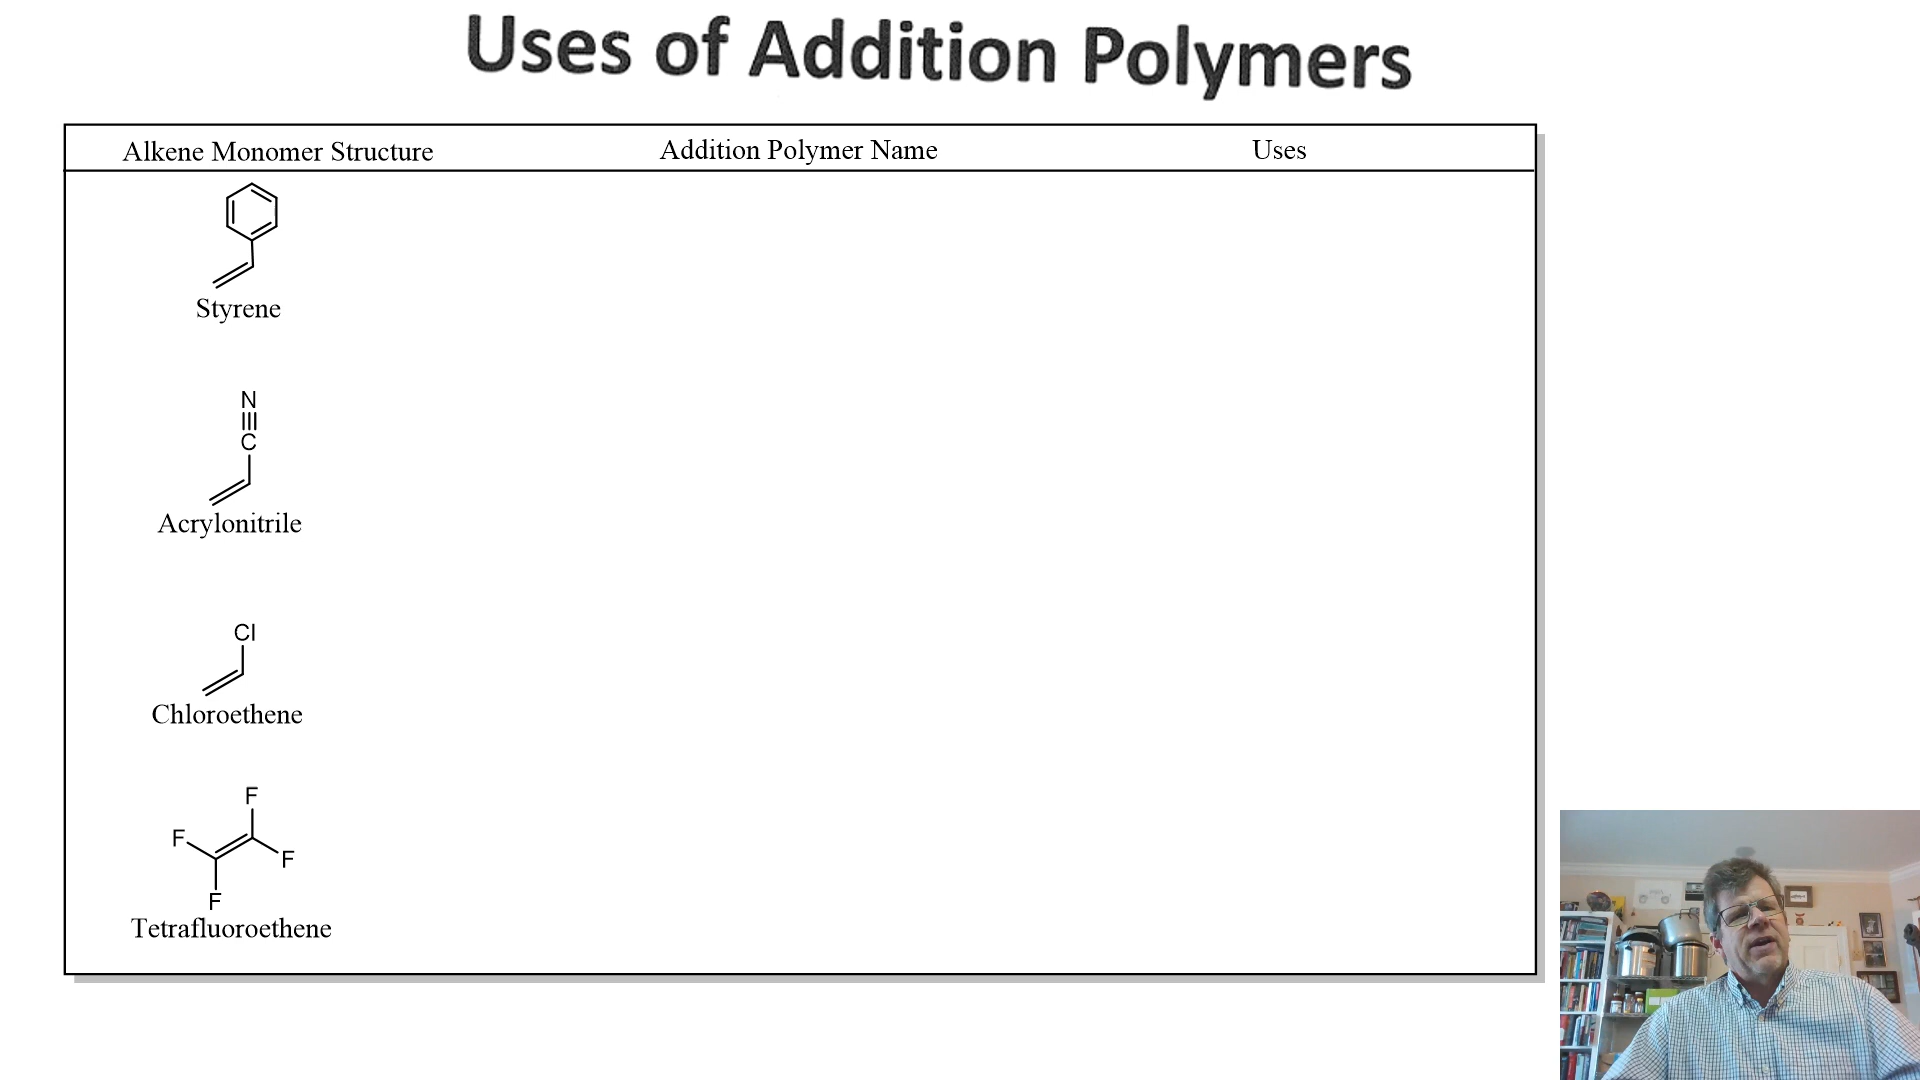 Uses of Addition Polymers
Alkene Monomer Structure Addition Polymer Name Uses
Styrene
N
C
Acrylonitrile
Cl
Chloroethene
F
F
F
F
Tetrafluoroethene